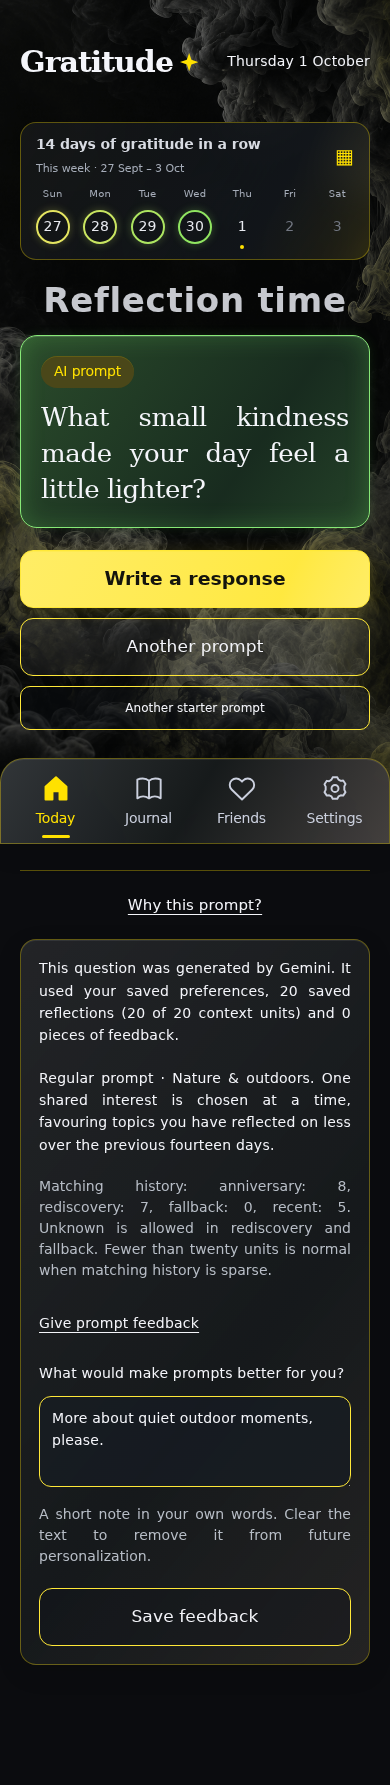 Gratitude
Thursday 1 October
14 days of gratitude in a row
This week · 27 Sept – 3 Oct
Sun Mon Tue Wed Thu Fri Sat
27 28 29 30 1 2 3
Reflection time
AI prompt
What small kindness
made your day feel a
little lighter?
Write a response
Another prompt
Another starter prompt
Today Journal Friends Settings
Why this prompt?
This question was generated by Gemini. It
used your saved preferences, 20 saved
reflections (20 of 20 context units) and 0
pieces of feedback.
Regular prompt · Nature & outdoors. One
shared interest is chosen at a time,
favouring topics you have reflected on less
over the previous fourteen days.
Matching history: anniversary: 8,
rediscovery: 7, fallback: 0, recent: 5.
Unknown is allowed in rediscovery and
fallback. Fewer than twenty units is normal
when matching history is sparse.
Give prompt feedback
What would make prompts better for you?
More about quiet outdoor moments,
please.
A short note in your own words. Clear the
text to remove it from future
personalization.
Save feedback